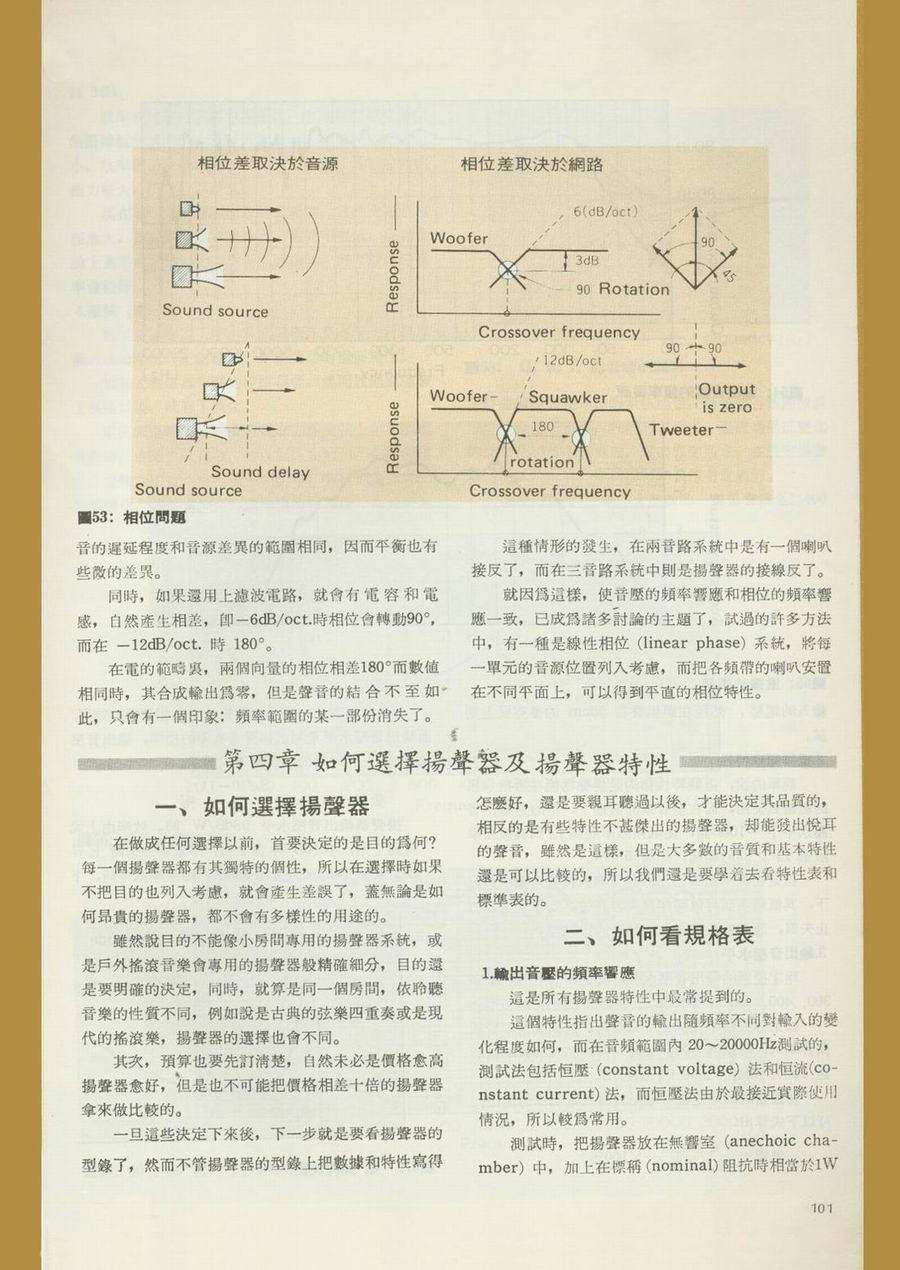 相位差取決於音源
Sound source
Sound delay
Sound source
相位差取決於網路
6(dB/oct)
Woofer
3dB
90 Rotation
Response
Crossover frequency
90
45
12dB/oct
Woofer
Squawker
180
rotation
Tweeter
Response
Crossover frequency
90 90
Output
is zero
圖53：相位問題
音的遲延程度和音源差異的範圍相同，因而平衡也有
些微的差異。
同時，如果還用上濾波電路，就會有電容和電
感，自然產生相差，卽—6dB/oct.時相位會轉動90°，
而在 —12dB/oct. 時 180°。
在電的範疇裏，兩個向量的相位相差180°而數値
相同時，其合成輸出爲零，但是聲音的結合不至如
此，只會有一個印象：頻率範圍的某一部份消失了。
這種情形的發生，在兩音路系統中是有一個喇叭
接反了，而在三音路系統中則是揚聲器的接線反了。
就因爲這樣，使音壓的頻率響應和相位的頻率響
應一致，已成爲諸多討論的主題了，試過的許多方法
中，有一種是線性相位 (linear phase) 系統，將每
一單元的音源位置列入考慮，而把各頻帶的喇叭安置
在不同平面上，可以得到平直的相位特性。
第四章 如何選擇揚聲器及揚聲器特性
一、如何選擇揚聲器
在做成任何選擇以前，首要決定的是目的爲何？
每一個揚聲器都有其獨特的個性，所以在選擇時如果
不把目的也列入考慮，就會產生差誤了，蓋無論是如
何昻貴的揚聲器，都不會有多樣性的用途的。
雖然說目的不能像小房間專用的揚聲器系統，或
是戶外搖滾音樂會專用的揚聲器般精確細分，目的還
是要明確的決定，同時，就算是同一個房間，依聆聽
音樂的性質不同，例如說是古典的弦樂四重奏或是現
代的搖滾樂，揚聲器的選擇也會不同。
其次，預算也要先訂淸楚，自然未必是價格愈高
揚聲器愈好，但是也不可能把價格相差十倍的揚聲器
拿來做比較的。
一旦這些決定下來後，下一步就是要看揚聲器的
型錄了，然而不管揚聲器的型錄上把數據和特性寫得
怎麽好，還是要親耳聽過以後，才能決定其品質的，
相反的是有些特性不甚傑出的揚聲器，却能發出悅耳
的聲音，雖然是這樣，但是大多數的音質和基本特性
還是可以比較的，所以我們還是要學着去看特性表和
標準表的。
二、如何看規格表
1.輸出音壓的頻率響應
這是所有揚聲器特性中最常提到的。
這個特性指出聲音的輸出隨頻率不同對輸入的變
化程度如何，而在音頻範圍內 20～20000Hz測試的，
測試法包括恒壓 (constant voltage) 法和恒流(co-
nstant current) 法，而恒壓法由於最接近實際使用
情況，所以較爲常用。
測試時，把揚聲器放在無響室 (anechoic cha-
mber) 中，加上在標稱 (nominal) 阻抗時相當於1W
101